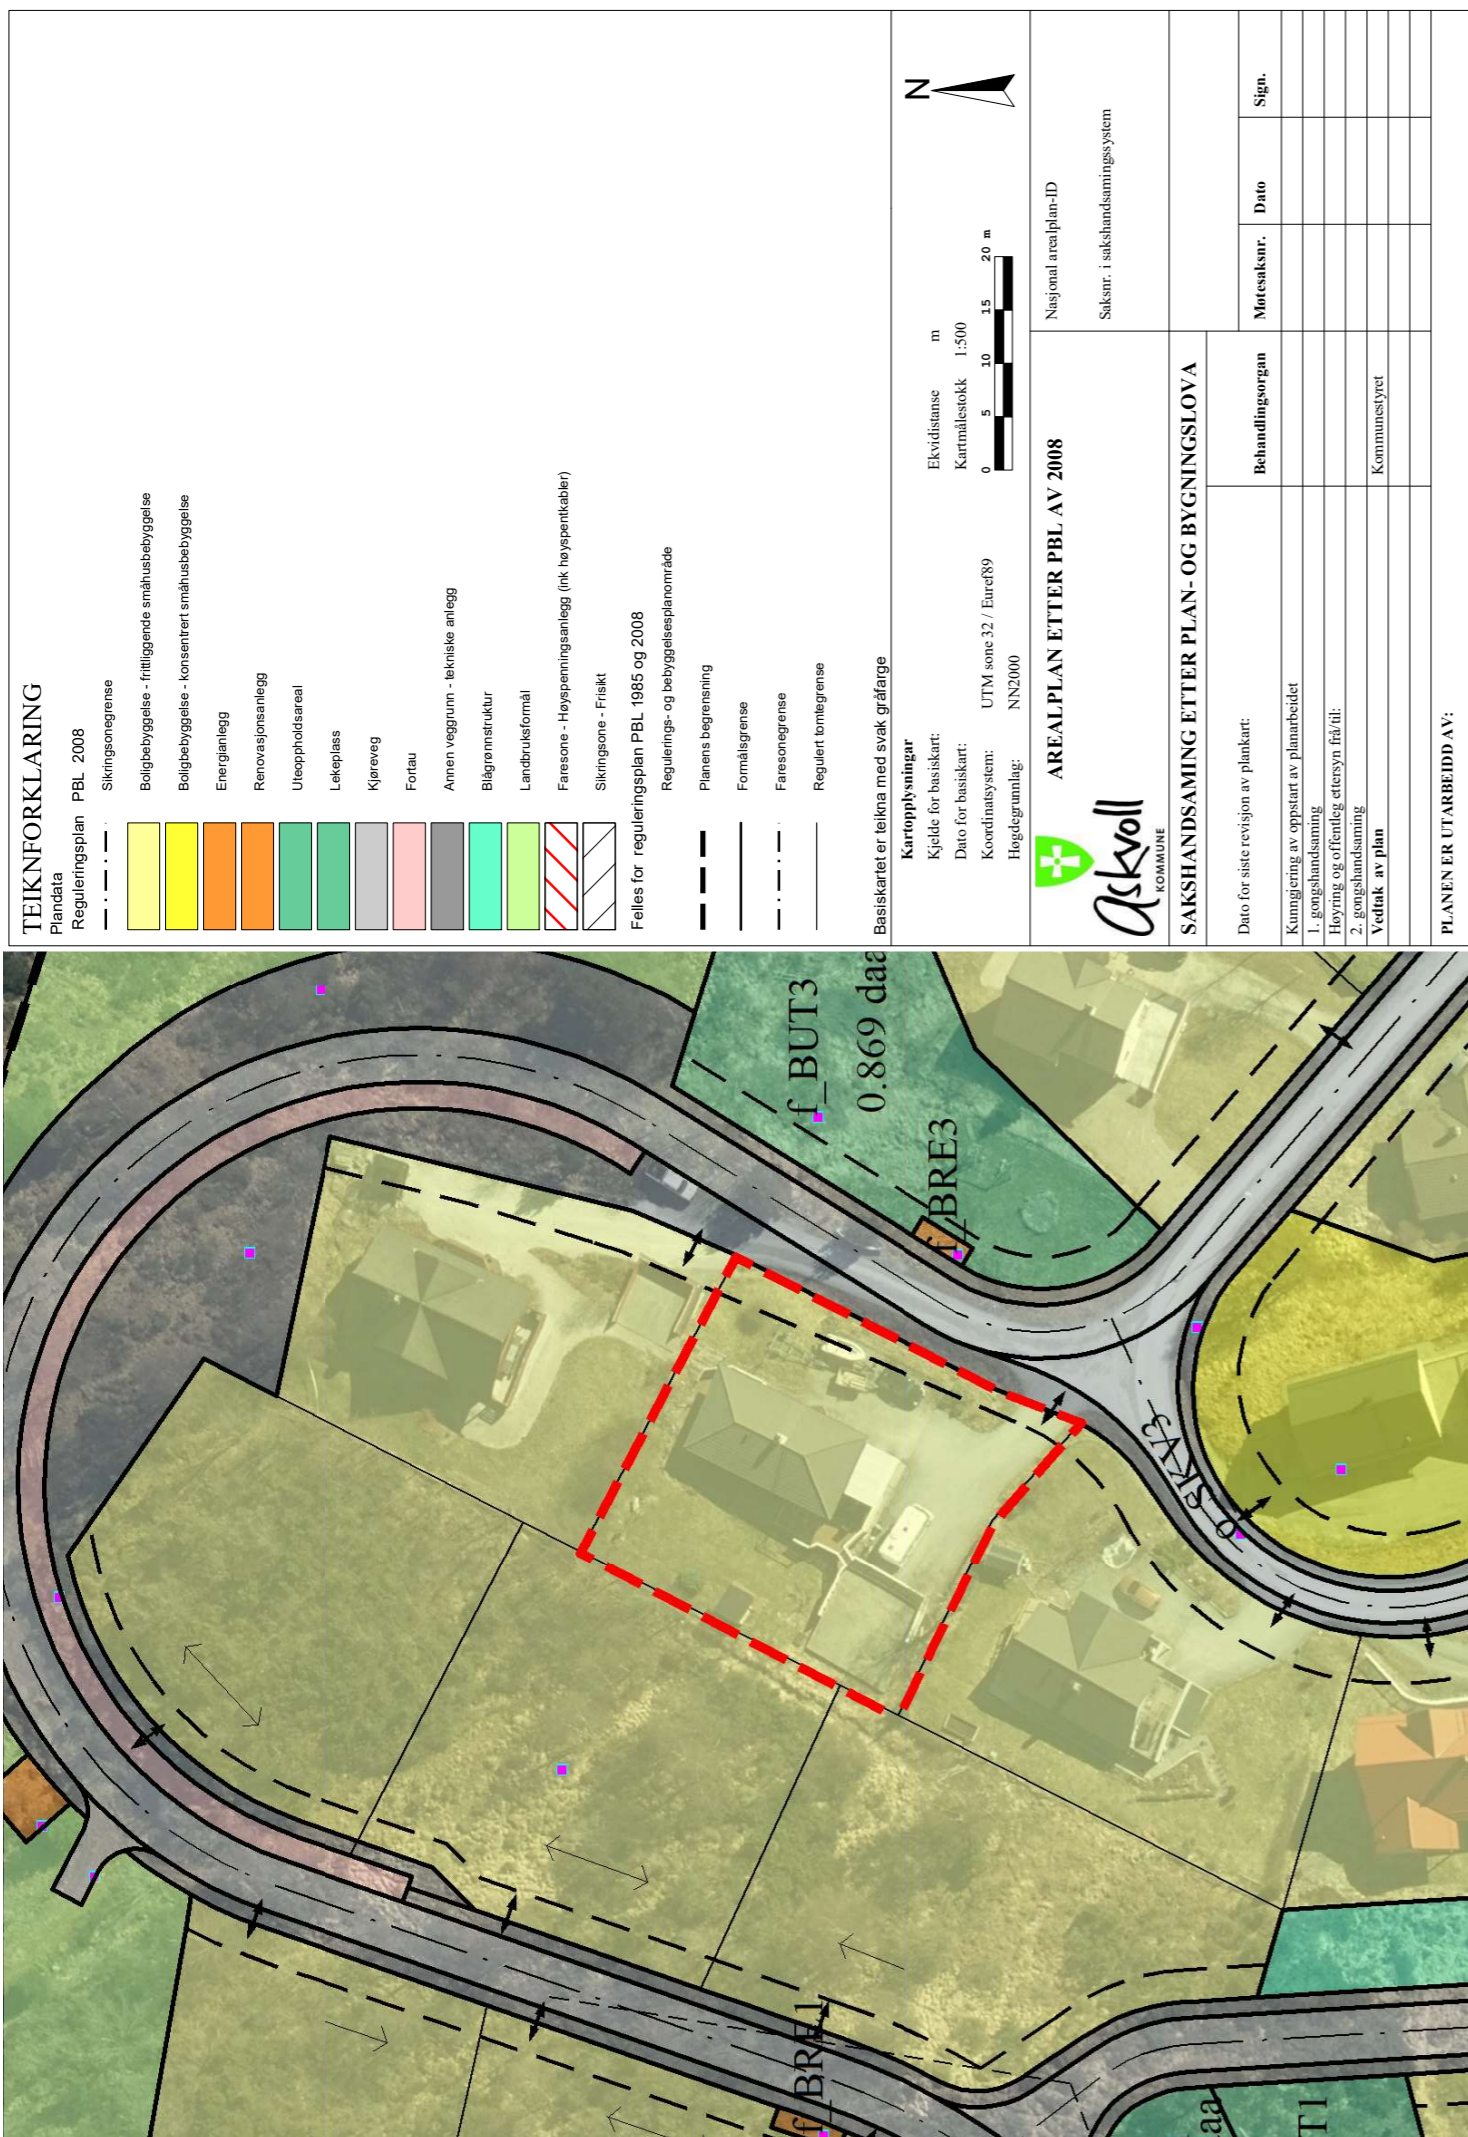 TEIKNFORKLARING
Plandata
Reguleringsplan PBL 2008
Sikringsonegrense
Boligbebyggelse - frittliggende småhusbebyggelse
Boligbebyggelse - konsentrert småhusbebyggelse
Energianlegg
Renovasjonsanlegg
Uteoppholdsareal
Lekeplass
Kjøreveg
Fortau
Annen veggrunn - tekniske anlegg
Blågrønnstruktur
Landbruksformål
Faresone - Høyspenningsanlegg (ink høyspentkabler)
Sikringsone - Frisikt
Felles for reguleringsplan PBL 1985 og 2008
Regulerings- og bebyggelsesplanområde
Planens begrensning
Formålsgrense
Faresonegrense
Regulert tomtegrense
Basiskartet er teikna med svak gråfarge
Kartopplysningar
Kjelde for basiskart:
Dato for basiskart:
Koordinatsystem: UTM sone 32 / Euref89
Høgdegrunnlag: NN2000
Ekvidistanse m
Kartmålestokk 1:500
0 5 10 15 20 m
N
AREALPLAN ETTER PBL AV 2008
Askvoll
KOMMUNE
Nasjonal arealplan-ID
Saksnr. i sakshandsamingssystem
SAKSHANDSAMING ETTER PLAN- OG BYGNINGSLOVA
Dato for siste revisjon av plankart:
Behandlingsorgan Møtesaksnr. Dato Sign.
Kunngjering av oppstart av planarbeidet
1. gongshandsaming
Høyring og offentleg ettersyn frå/til:
2. gongshandsaming
Vedtak av plan Kommunestyret
PLANEN ER UTARBEIDD AV:
f_BUT3
0.869 daa
f_BRE3
o_SKV3
f_BRE1
daa
T1